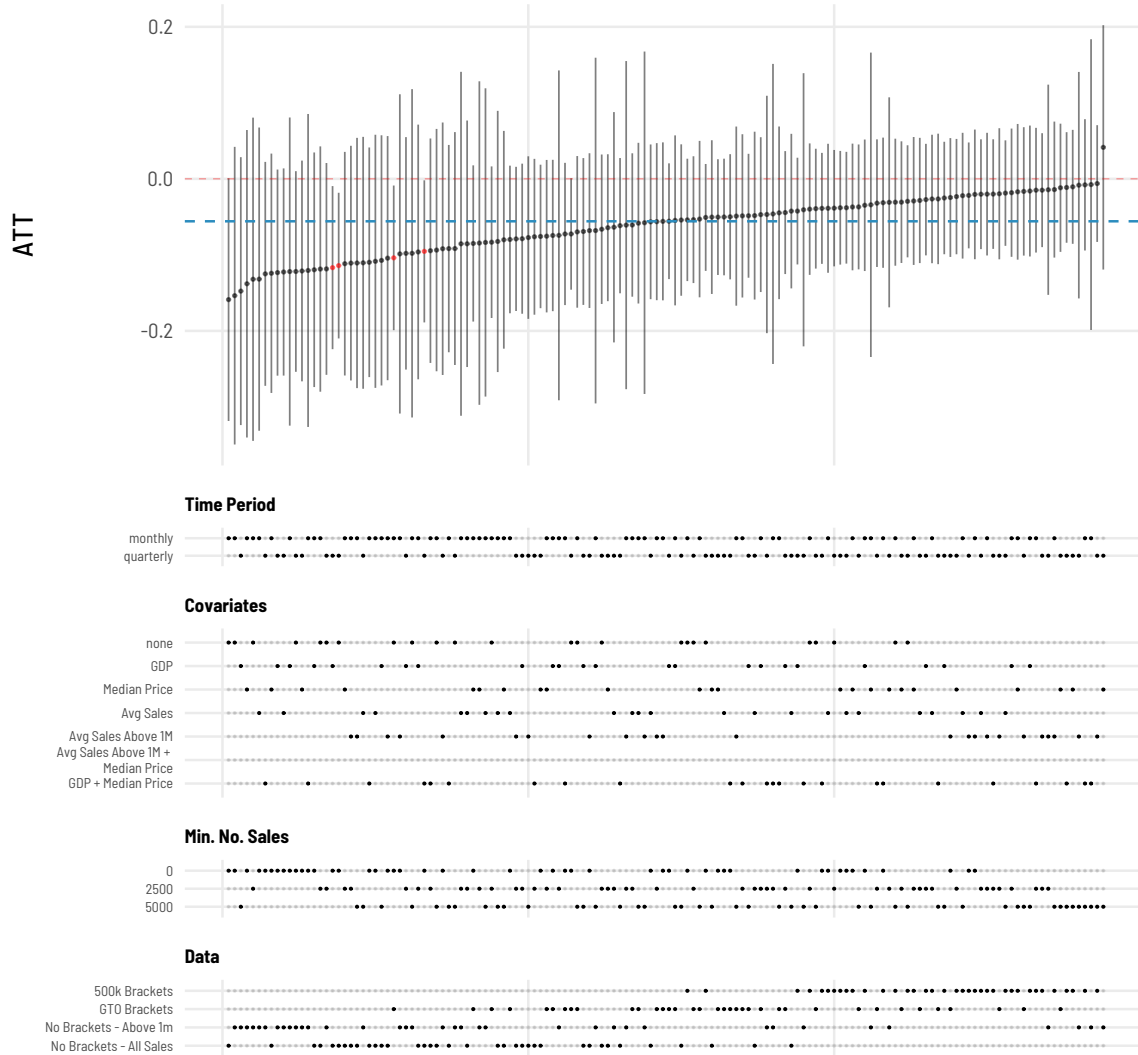 0.2
0.0
-0.2
ATT
Time Period
monthly
quarterly
Covariates
none
GDP
Median Price
Avg Sales
Avg Sales Above 1M
Avg Sales Above 1M +
Median Price
GDP + Median Price
Min. No. Sales
0
2500
5000
Data
500k Brackets
GTO Brackets
No Brackets - Above 1m
No Brackets - All Sales